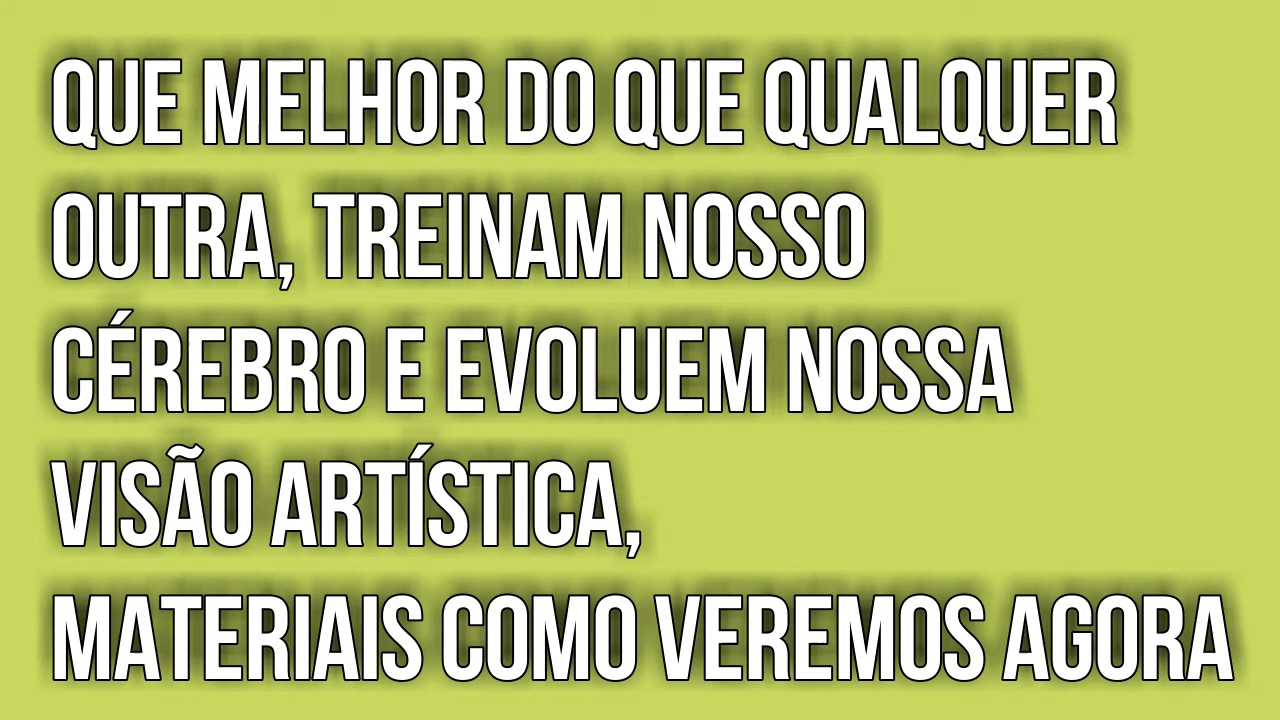 QUE MELHOR DO QUE QUALQUER
OUTRA, TREINAM NOSSO
CÉREBRO E EVOLUEM NOSSA
VISÃO ARTÍSTICA,
MATERIAIS COMO VEREMOS AGORA